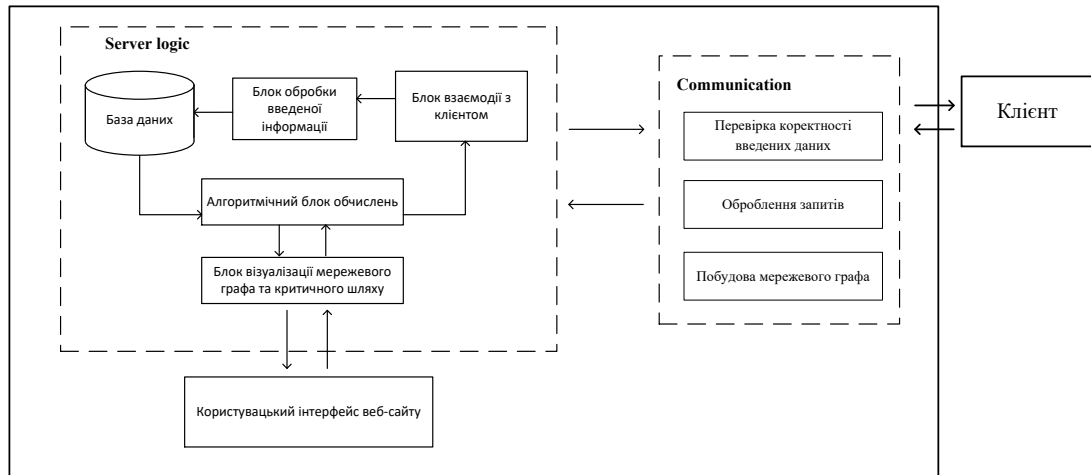 Server logic
База даних
Блок обробки
введеної
інформації
Блок взаємодії з
клієнтом
Алгоритмічний блок обчислень
Блок візуалізації мережевого
графа та критичного шляху
Користувацький інтерфейс веб-сайту
Communication
Перевірка коректності
введених даних
Оброблення запитів
Побудова мережевого графа
Клієнт